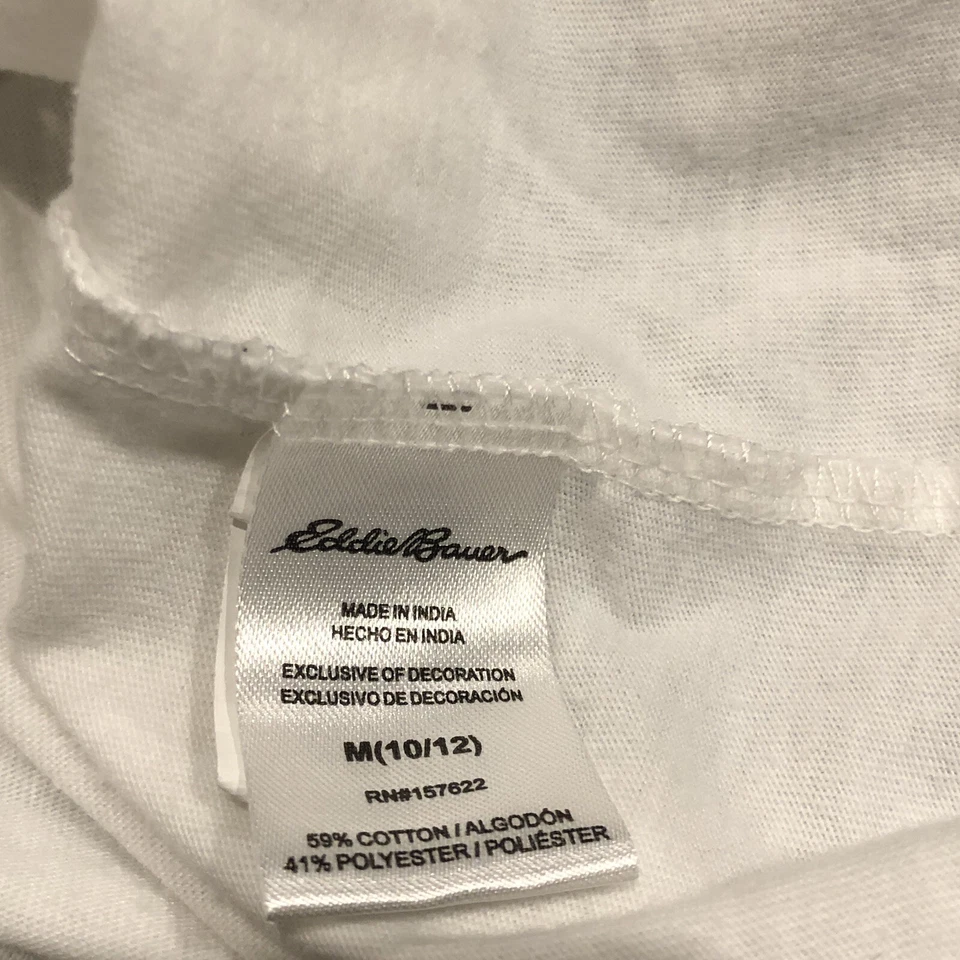 Eddie Bauer
MADE IN INDIA
HECHO EN INDIA
EXCLUSIVE OF DECORATION
EXCLUSIVO DE DECORACIÓN
M(10/12)
RN#157622
59% COTTON / ALGODÓN
41% POLYESTER / POLIÉSTER